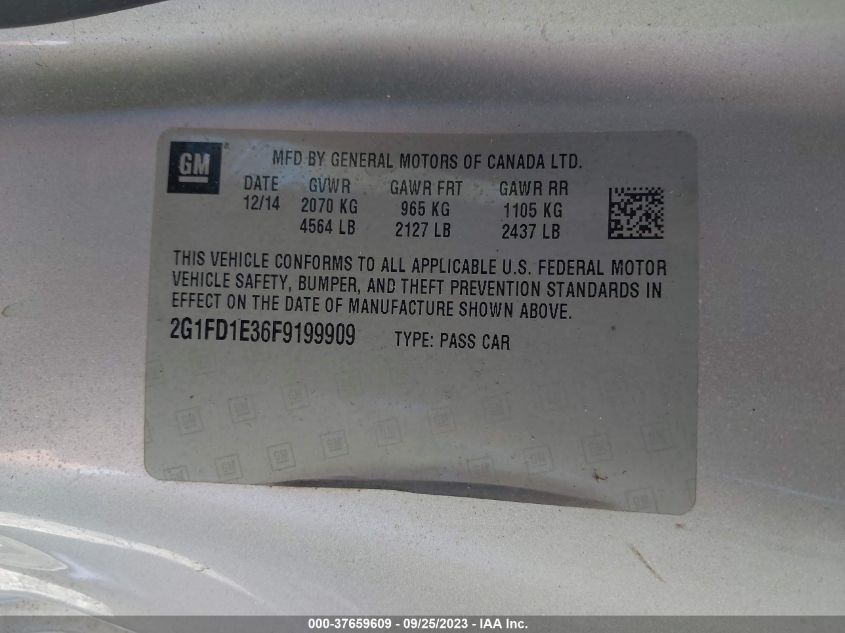 GM
MFD BY GENERAL MOTORS OF CANADA LTD.
DATE GVWR GAWR FRT GAWR RR
12/14 2070 KG 965 KG 1105 KG
4564 LB 2127 LB 2437 LB
THIS VEHICLE CONFORMS TO ALL APPLICABLE U.S. FEDERAL MOTOR
VEHICLE SAFETY, BUMPER, AND THEFT PREVENTION STANDARDS IN
EFFECT ON THE DATE OF MANUFACTURE SHOWN ABOVE.
2G1FD1E36F9199909 TYPE: PASS CAR
000-37659609 - 09/25/2023 - IAA Inc.